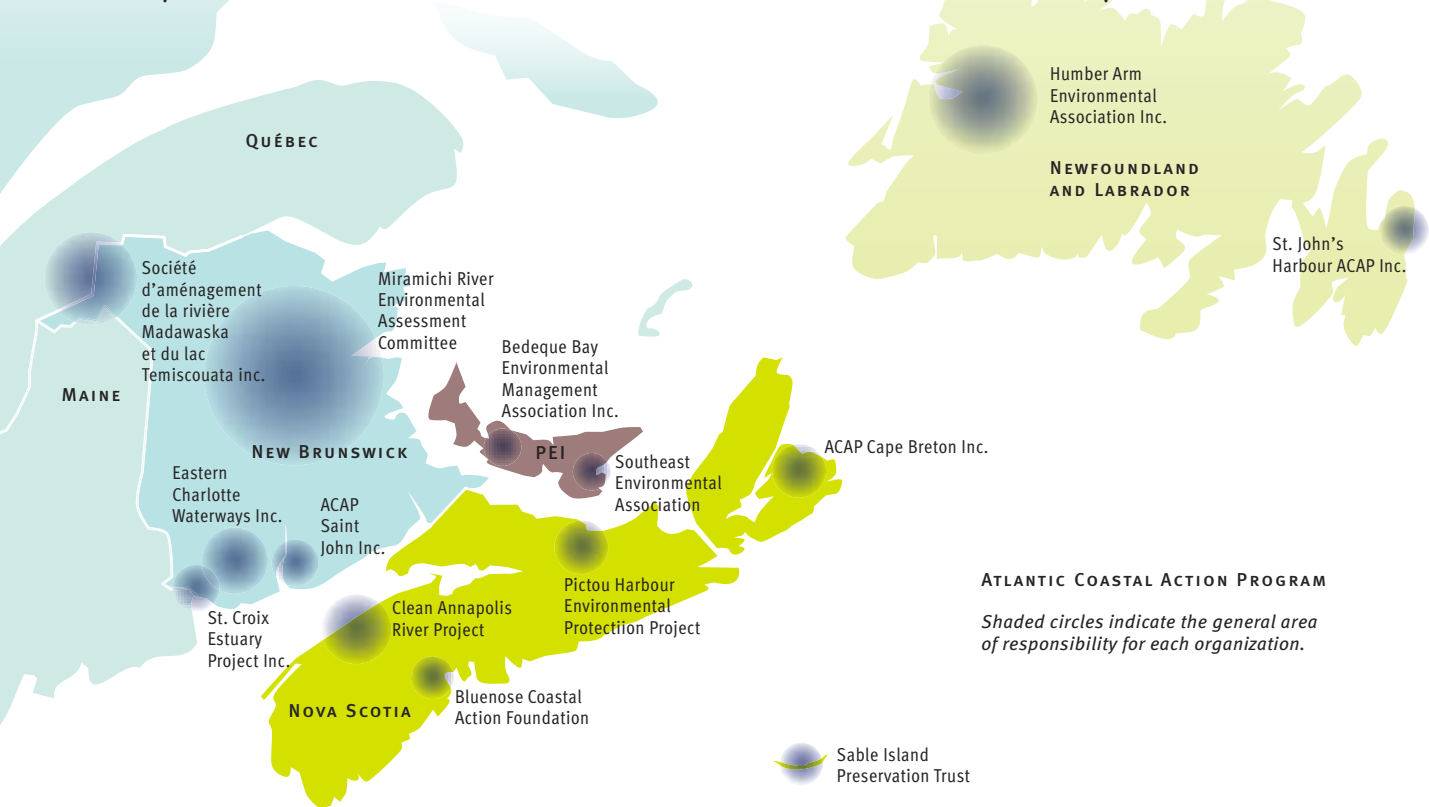 Humber Arm
Environmental
Association Inc.
QUÉBEC
NEWFOUNDLAND
AND LABRADOR
St. John's
Harbour ACAP Inc.
Société
d'aménagement
de la rivière
Madawaska
et du lac
Temiscouata inc.
Miramichi River
Environmental
Assessment
Committee
Bedeque Bay
Environmental
Management
Association Inc.
MAINE
NEW BRUNSWICK
PEI
ACAP Cape Breton Inc.
Southeast
Environmental
Association
Eastern
Charlotte
Waterways Inc.
ACAP
Saint
John Inc.
St. Croix
Estuary
Project Inc.
Clean Annapolis
River Project
Pictou Harbour
Environmental
Protectiion Project
ATLANTIC COASTAL ACTION PROGRAM
Shaded circles indicate the general area
of responsibility for each organization.
NOVA SCOTIA
Bluenose Coastal
Action Foundation
Sable Island
Preservation Trust